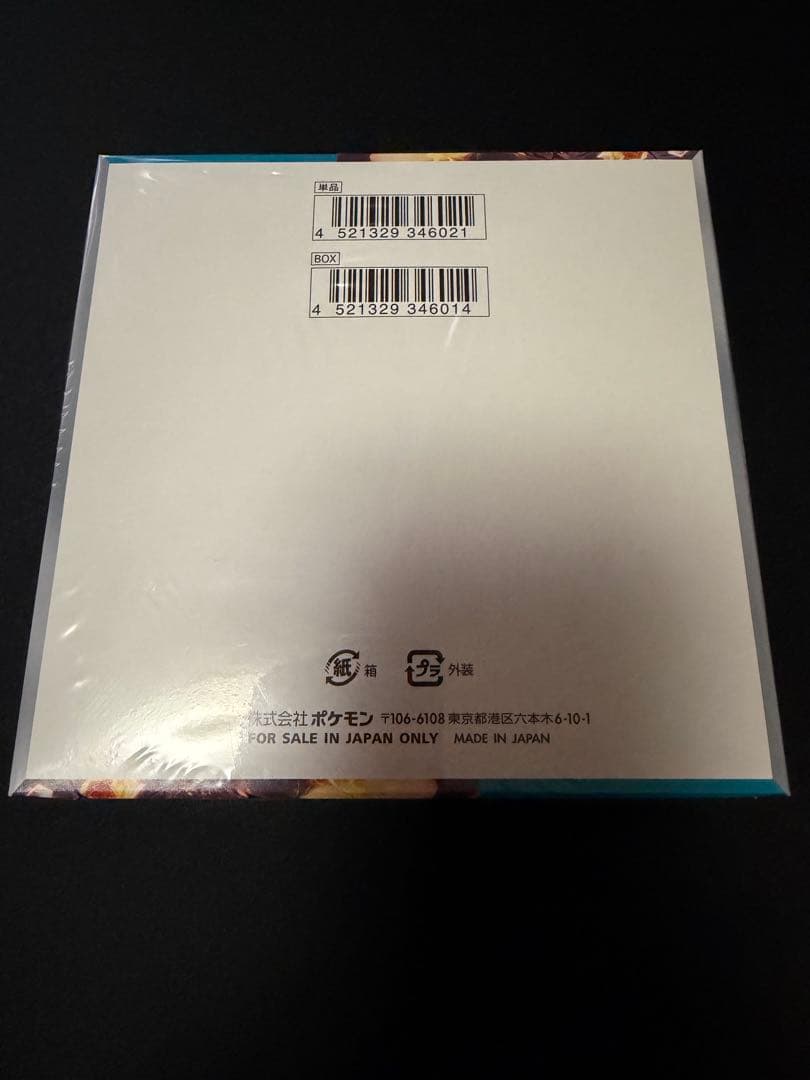 単品
4 521329 346021
BOX
4 521329 346014
紙 箱 プラ 外装
株式会社 ポケモン 〒106-6108 東京都港区六本木6-10-1
FOR SALE IN JAPAN ONLY MADE IN JAPAN